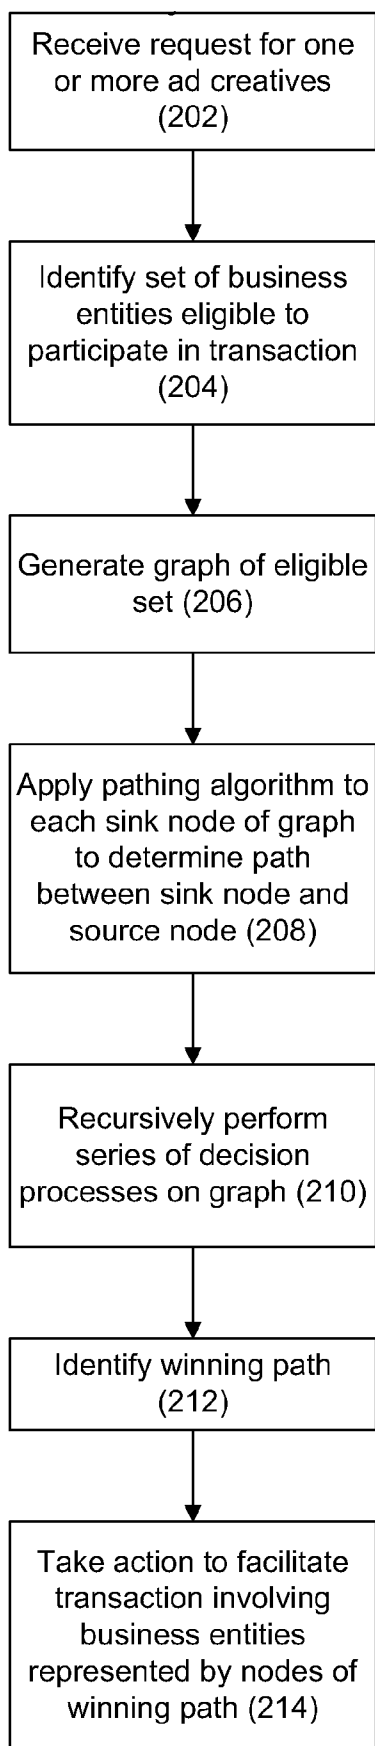 Receive request for one
or more ad creatives
(202)
Identify set of business
entities eligible to
participate in transaction
(204)
Generate graph of eligible
set (206)
Apply pathing algorithm to
each sink node of graph
to determine path
between sink node and
source node (208)
Recursively perform
series of decision
processes on graph (210)
Identify winning path
(212)
Take action to facilitate
transaction involving
business entities
represented by nodes of
winning path (214)